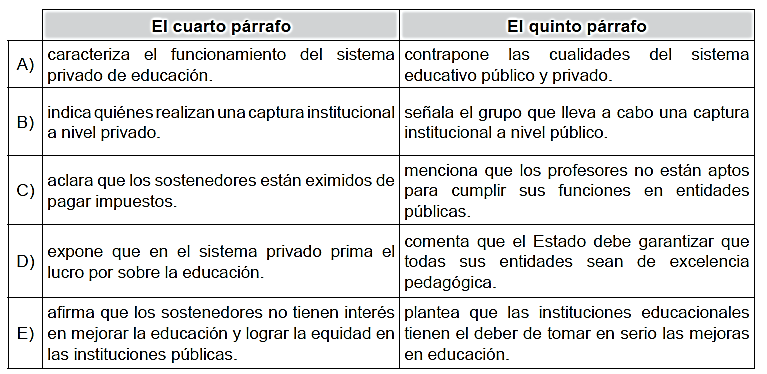 El cuarto párrafo El quinto párrafo
A) caracteriza el funcionamiento del sistema contrapone las cualidades del sistema
privado de educación. educativo público y privado.
B) indica quiénes realizan una captura institucional señala el grupo que lleva a cabo una captura
a nivel privado. institucional a nivel público.
C) aclara que los sostenedores están eximidos de menciona que los profesores no están aptos
pagar impuestos. para cumplir sus funciones en entidades
públicas.
D) expone que en el sistema privado prima el comenta que el Estado debe garantizar que
lucro por sobre la educación. todas sus entidades sean de excelencia
pedagógica.
E) afirma que los sostenedores no tienen interés plantea que las instituciones educacionales
en mejorar la educación y lograr la equidad en tienen el deber de tomar en serio las mejoras
las instituciones públicas. en educación.